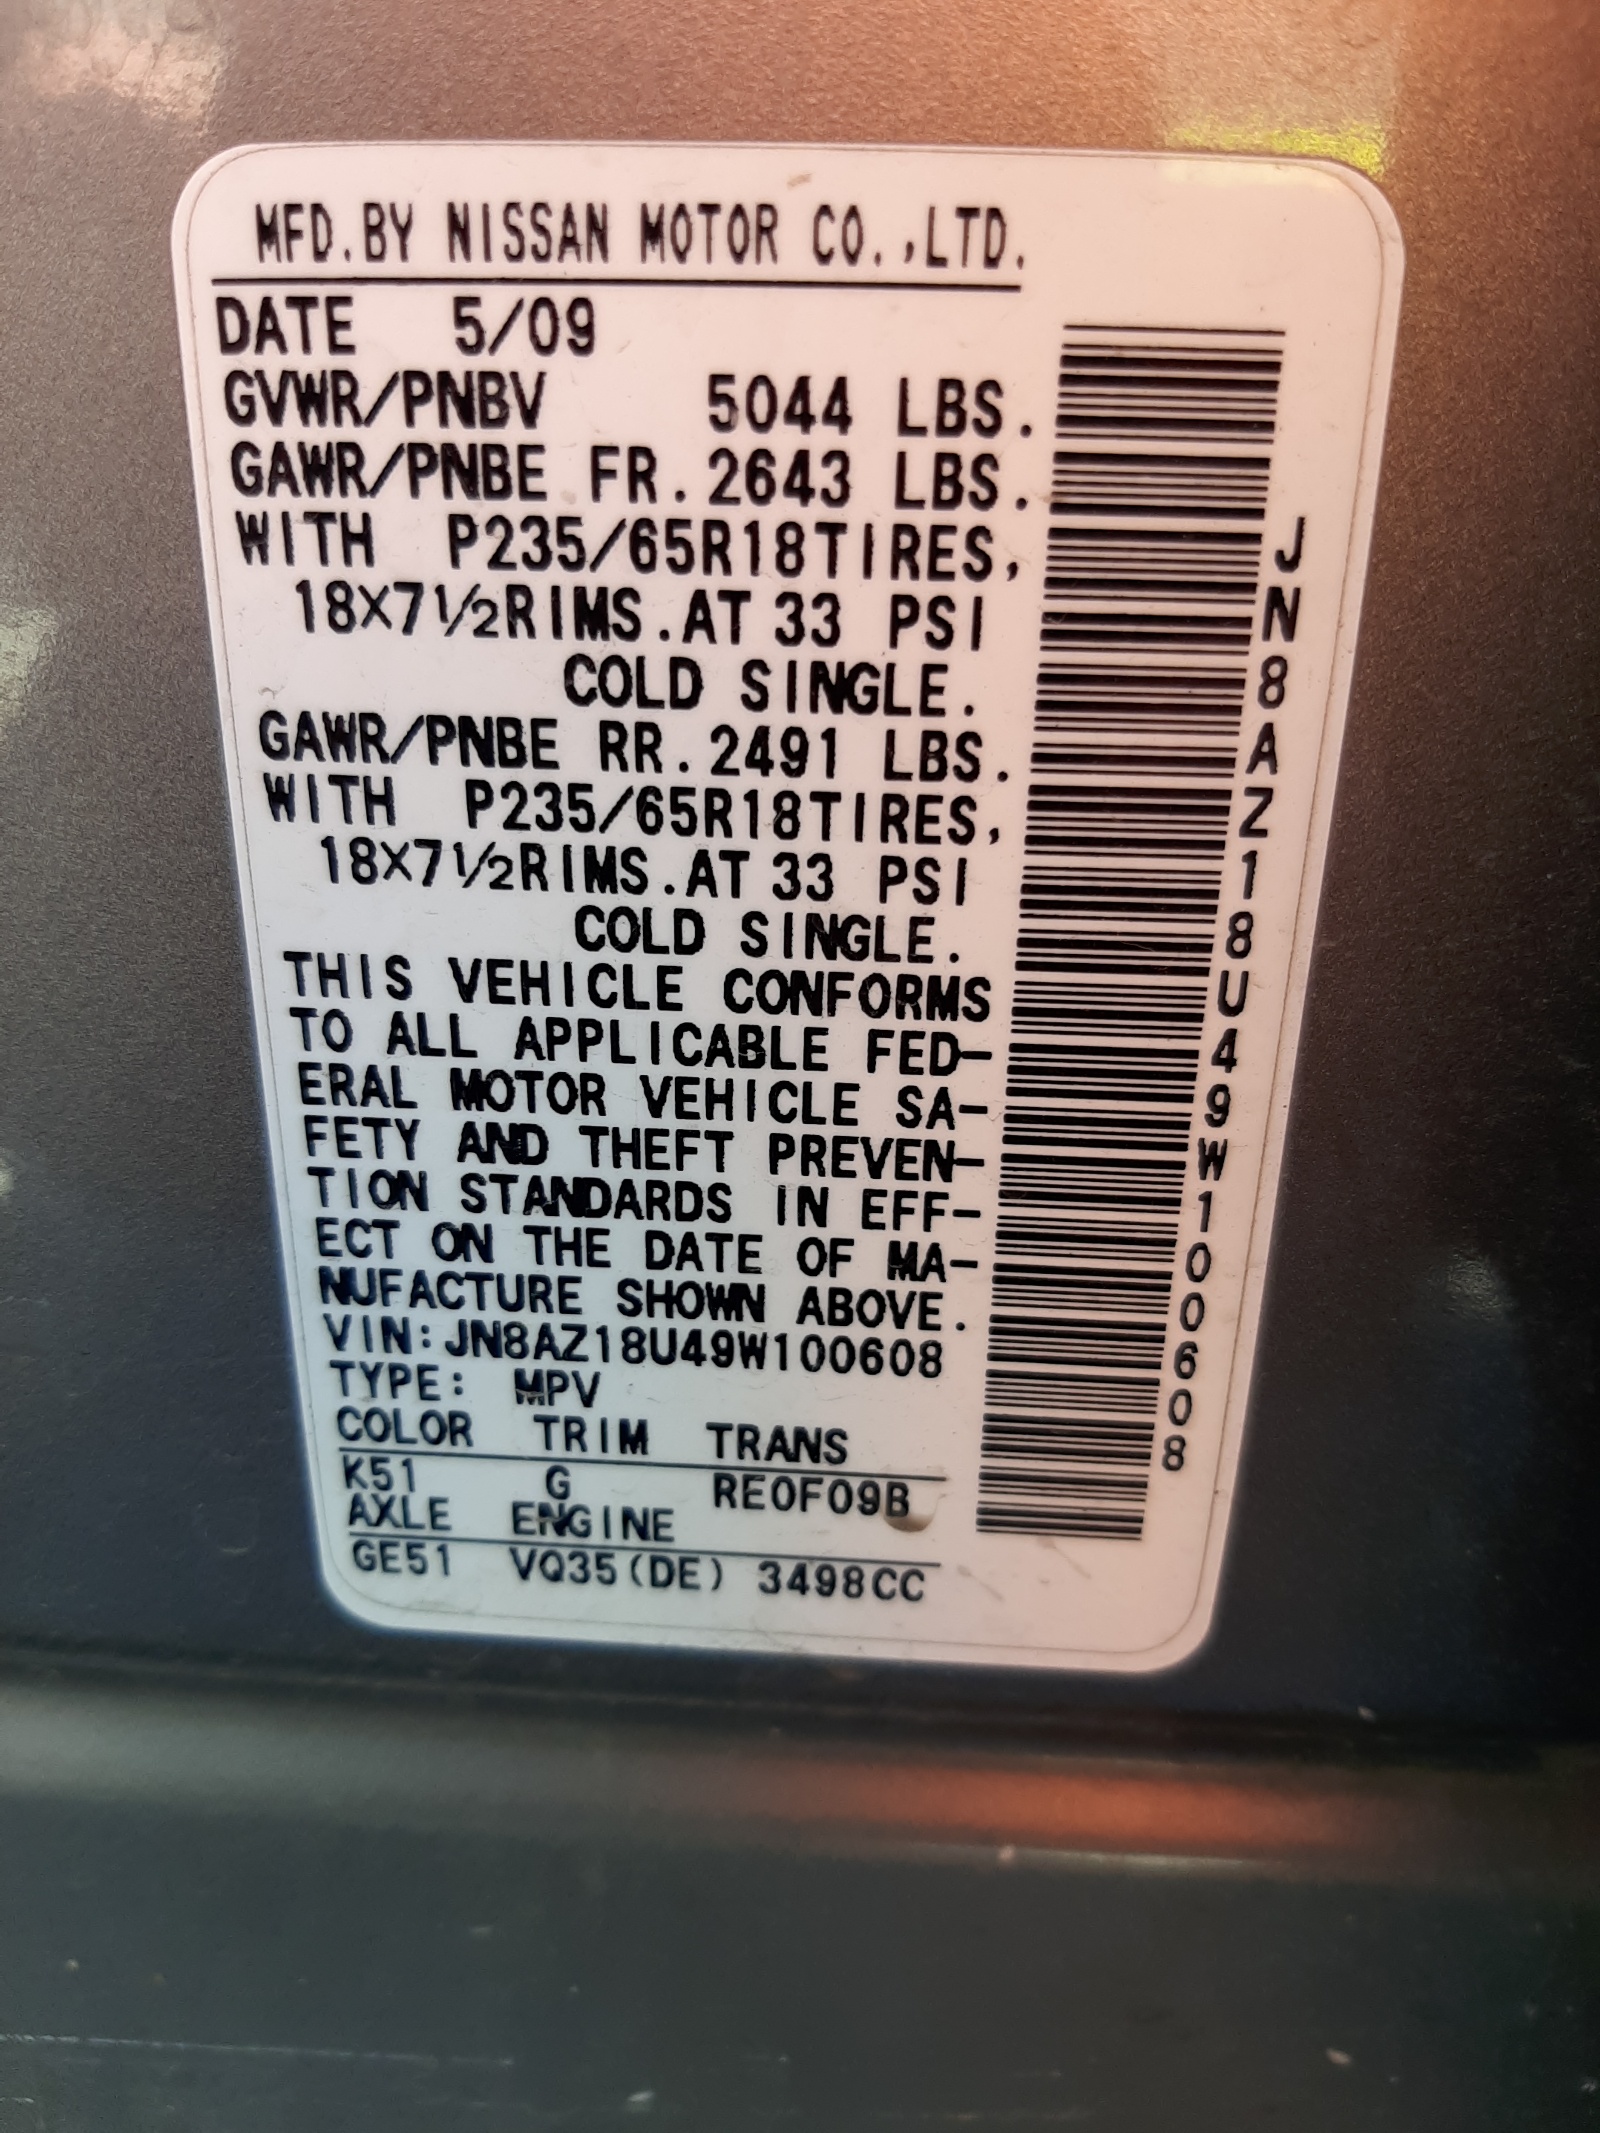 MFD.BY NISSAN MOTOR CO.,LTD.
DATE 5/09
GVWR/PNBV 5044 LBS.
GAWR/PNBE FR. 2643 LBS.
WITH P235/65R18TIRES,
18X7½RIMS.AT 33 PSI
COLD SINGLE.
GAWR/PNBE RR. 2491 LBS.
WITH P235/65R18TIRES,
18X7½RIMS.AT 33 PSI
COLD SINGLE.
THIS VEHICLE CONFORMS
TO ALL APPLICABLE FED-
ERAL MOTOR VEHICLE SA-
FETY AND THEFT PREVEN-
TION STANDARDS IN EFF-
ECT ON THE DATE OF MA-
NUFACTURE SHOWN ABOVE.
VIN:JN8AZ18U49W100608
TYPE: MPV
COLOR TRIM TRANS
K51 G RE0F09B
AXLE ENGINE
GE51 VQ35(DE) 3498CC
JN8AZ18U49W100608